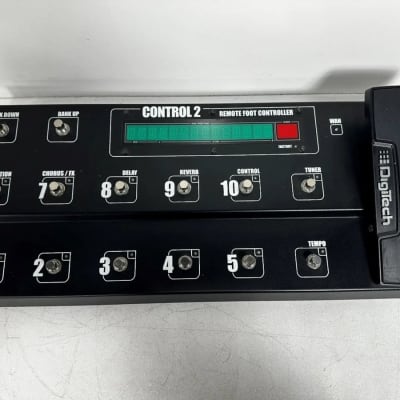 K DOWN
BANK UP
CONTROL 2
REMOTE FOOT CONTROLLER
WAH
TION
CHORUS / FX
DELAY
REVERB
CONTROL
TUNER
7
8
9
10
DigiTech
2
3
4
5
TEMPO